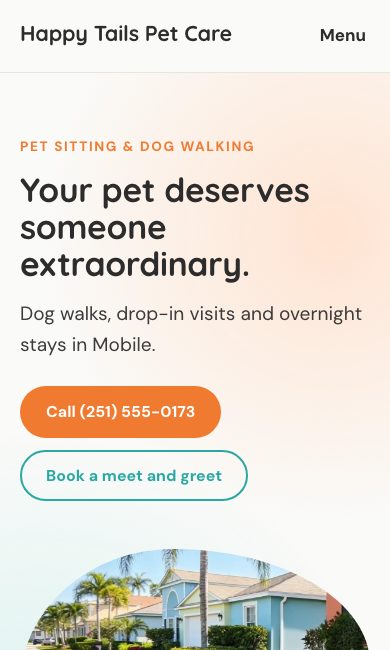 Happy Tails Pet Care
Menu
PET SITTING & DOG WALKING
Your pet deserves
someone
extraordinary.
Dog walks, drop-in visits and overnight
stays in Mobile.
Call (251) 555-0173
Book a meet and greet